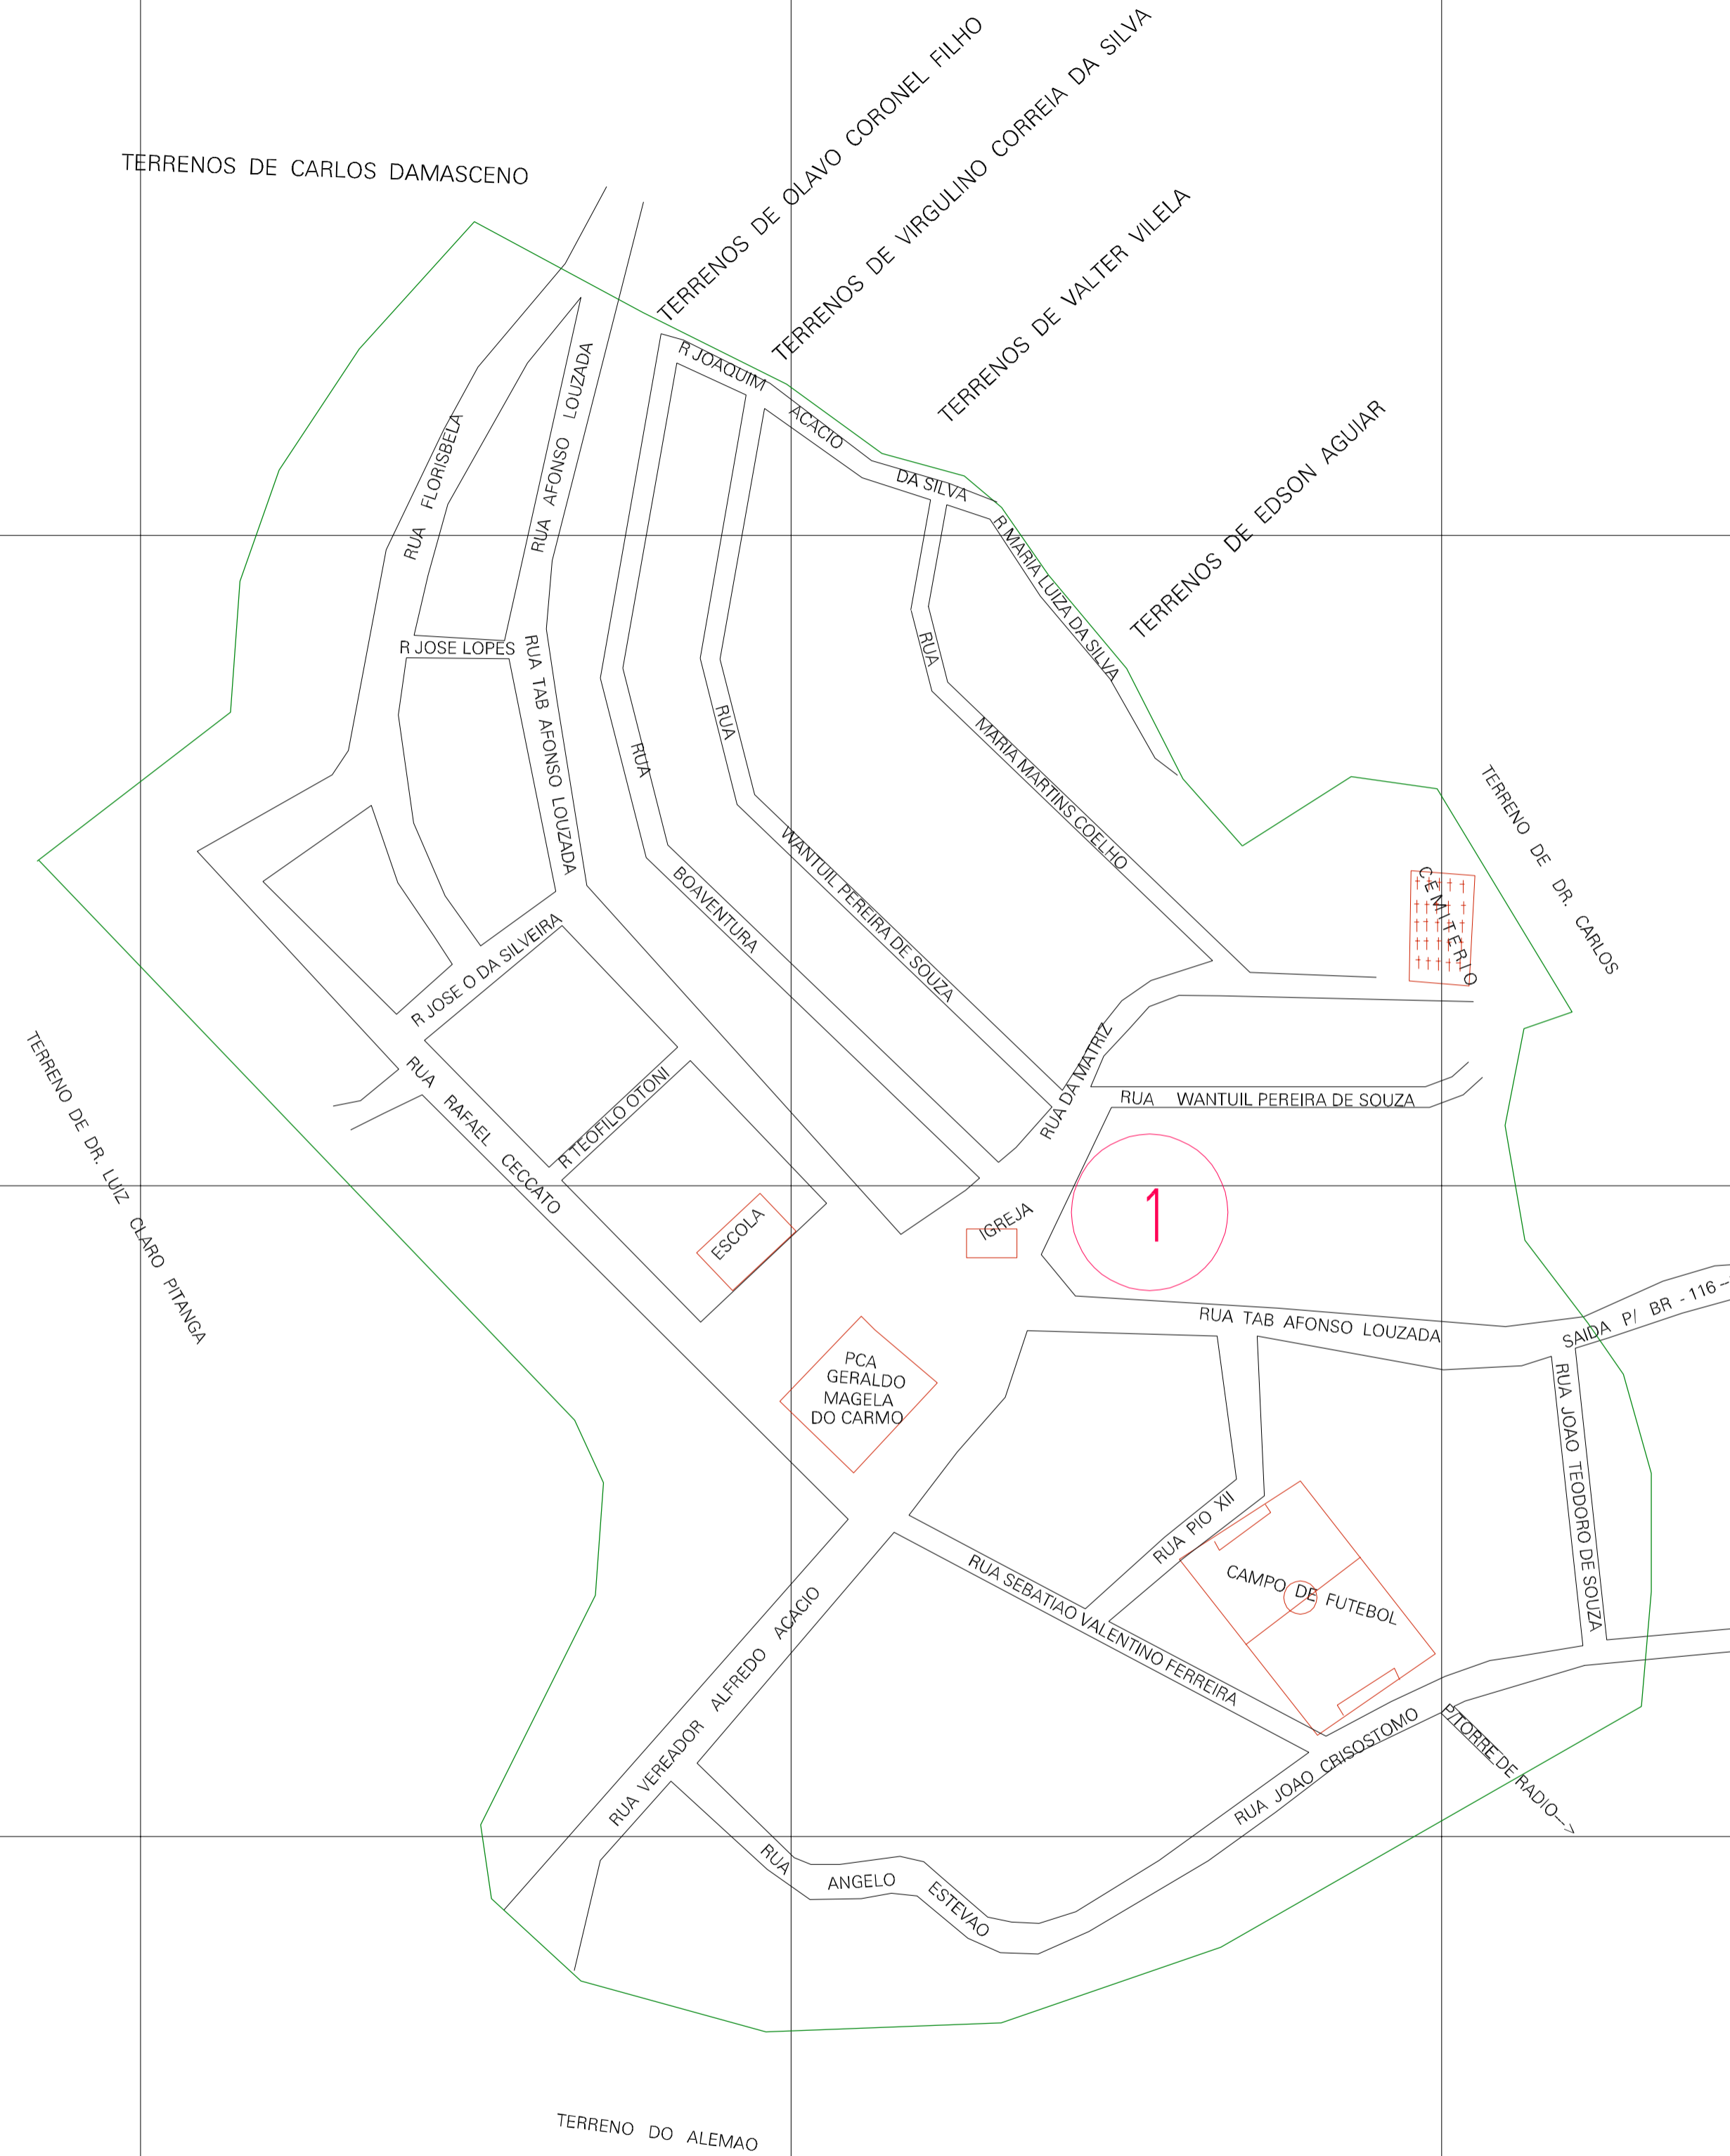 TERRENOS DE OLAVO CORONEL FILHO
TERRENOS DE VIRGULINO CORREIA DA SILVA
TERRENOS DE CARLOS DAMASCENO
TERRENOS DE VALTER VILELA
TERRENOS DE EDSON AGUIAR
R JOAQUIM ACACIO DA SILVA
RUA FLORISBELA
RUA AFONSO LOUZADA
R MARIA LUIZA DA SILVA
R JOSE LOPES
RUA TAB AFONSO LOUZADA
RUA BOAVENTURA
RUA WANTUIL PEREIRA DE SOUZA
RUA MARIA MARTINS COELHO
TERRENO DE DR. CARLOS
CEMITERIO
R JOSE O DA SILVEIRA
RUA DA MATRIZ
RUA WANTUIL PEREIRA DE SOUZA
TERRENO DE DR. LUIZ CLARO PITANGA
RUA RAFAEL CECCATO
R TEOFILO OTONI
ESCOLA
IGREJA
1
RUA TAB AFONSO LOUZADA
SAIDA P/ BR - 116 -
PCA
GERALDO
MAGELA
DO CARMO
RUA JOAO TEODORO DE SOUZA
RUA PIO XII
CAMPO DE FUTEBOL
RUA SEBATIAO VALENTINO FERREIRA
RUA VEREADOR ALFREDO ACACIO
RUA JOAO CRISOSTOMO
P/TORRE DE RADIO--->
RUA ANGELO ESTEVAO
TERRENO DO ALEMAO